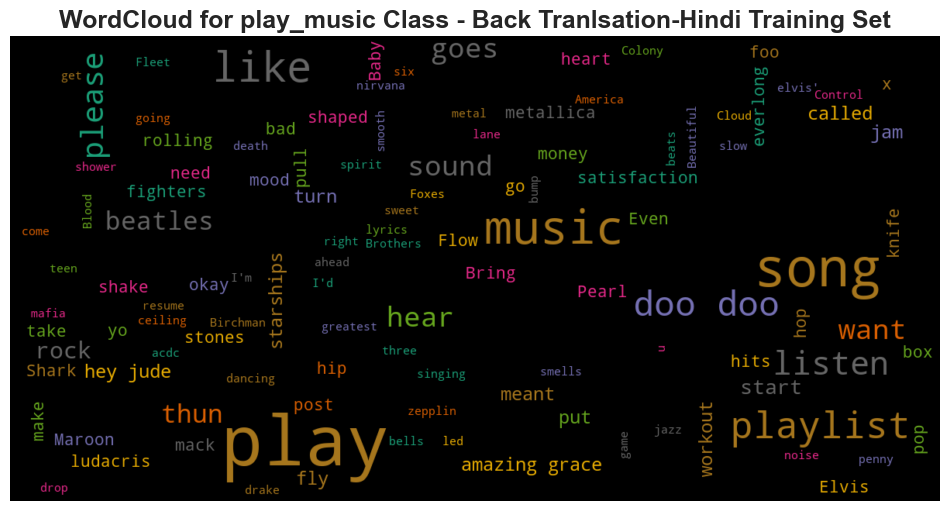 WordCloud for play_music Class - Back Tranlsation-Hindi Training Set
goes
Colony
Baby
foo
like
please
Fleet
heart
get
six
nirvana
elvis'
x
Control
America
everlong
going
shaped
metal
metallica
Cloud
called
bad
rolling
death
smooth
lane
Beautiful
beats
slow
jam
shower
need
mood
pull
spirit
sound
money
satisfaction
fighters
turn
Foxes
go
bump
Blood
beatles
sweet
music
Even
knife
come
lyrics
right
Brothers
Flow
song
teen
ahead
I'm
I'd
Bring
shake
okay
starships
Pearl
doo doo
mafia
resume
ceiling
Birchman
greatest
hear
hop
want
take
yo
stones
rock
acdc
three
u
hits
listen
box
Shark
hey jude
dancing
hip
singing
smells
meant
start
make
thun
post
zepplin
put
workout
playlist
pop
Maroon
mack
play
bells
led
game
jazz
ludacris
amazing grace
noise
penny
drop
drake
fly
Elvis